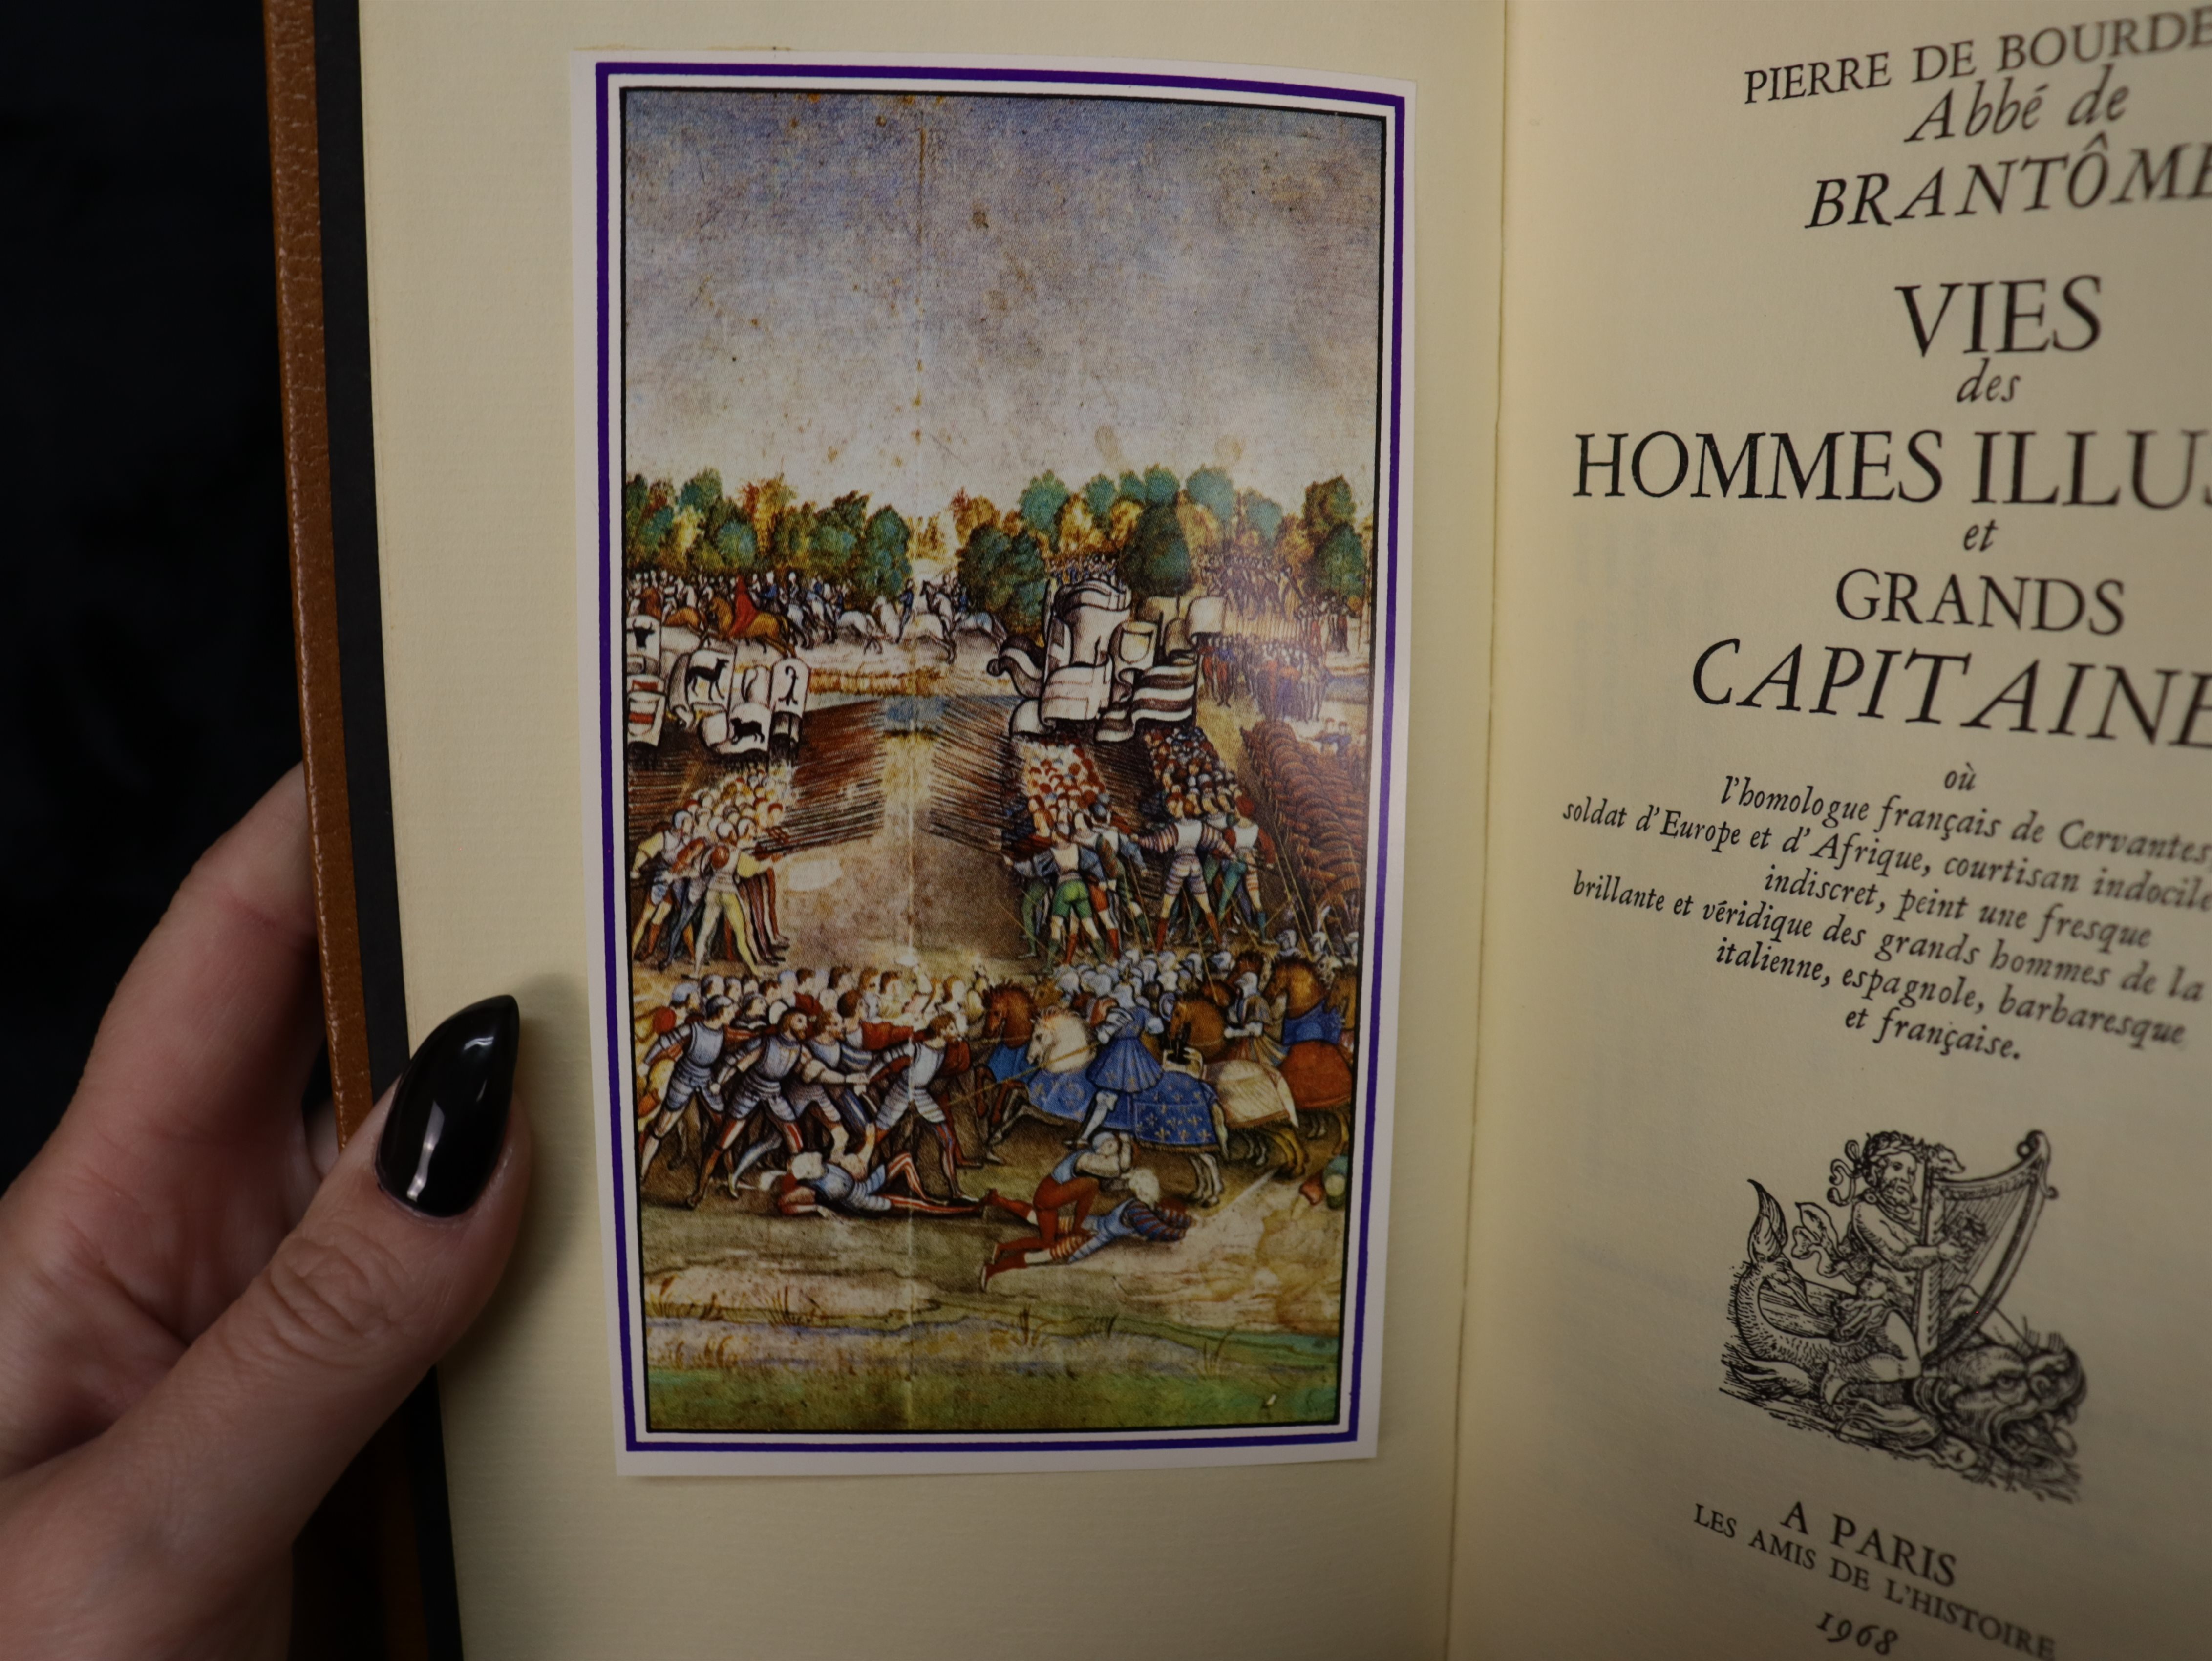 PIERRE DE BOURDE
Abbé de
BRANTÔME
VIES
des
HOMMES ILLUS
et
GRANDS
CAPITAINE
où
l'homologue français de Cervantes,
soldat d'Europe et d'Afrique, courtisan indocile
indiscret, peint une fresque
brillante et véridique des grands hommes de la
italienne, espagnole, barbaresque
et française.
A PARIS
LES AMIS DE L'HISTOIRE
1968